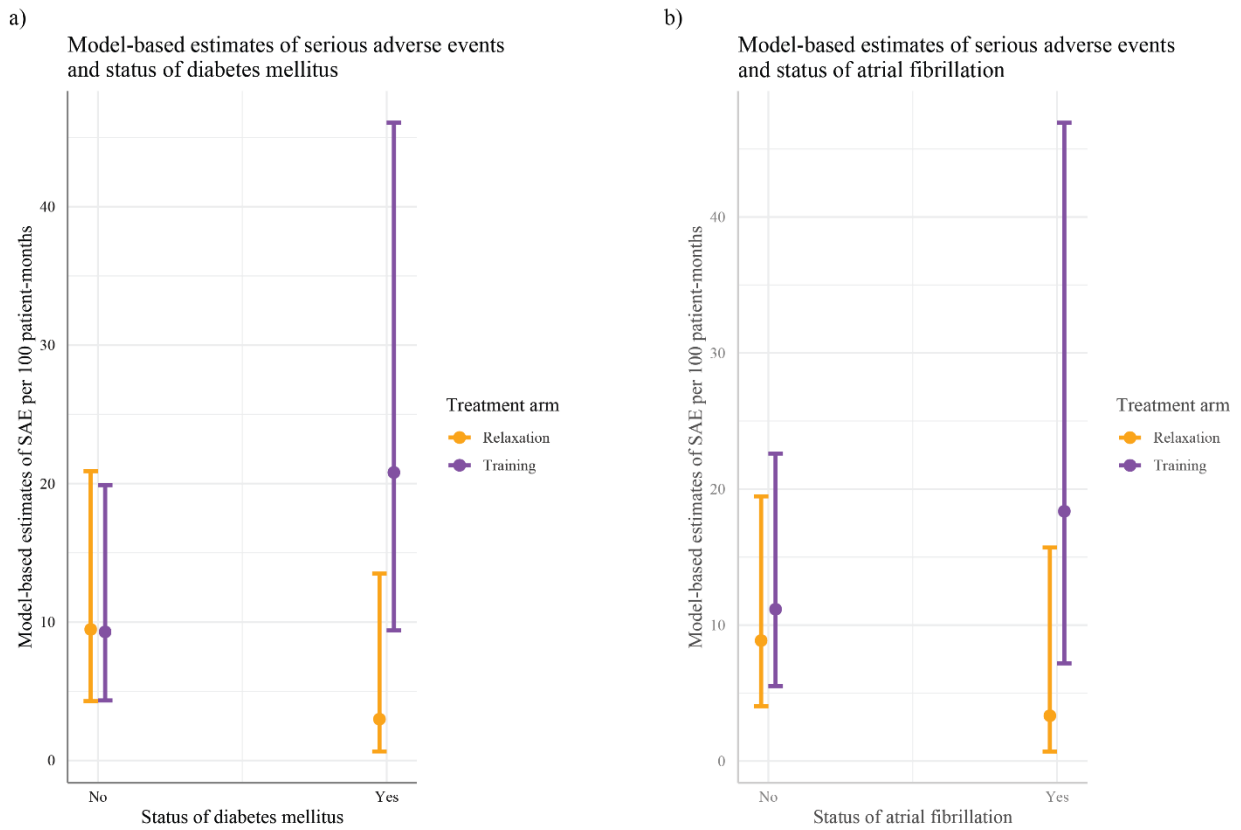 a)
Model-based estimates of serious adverse events
and status of diabetes mellitus
Model-based estimates of SAE per 100 patient-months
40
30
20
10
0
No
Yes
Status of diabetes mellitus
Treatment arm
Relaxation
Training
b)
Model-based estimates of serious adverse events
and status of atrial fibrillation
Model-based estimates of SAE per 100 patient-months
40
30
20
10
0
No
Yes
Status of atrial fibrillation
Treatment arm
Relaxation
Training